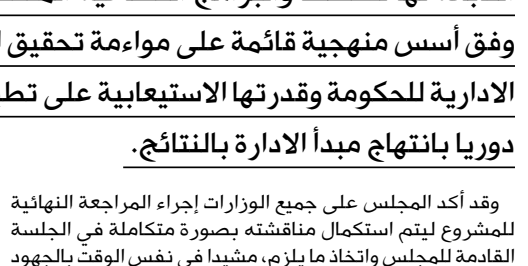 وفق أسس منهجية قائمة على مواءمة تحقيق
الادارية للحكومة وقدرتها الاستيعابية على
دوريا بانتهاج مبدأ الادارة بالنتائج.
وقد أكد المجلس على جميع الوزارات إجراء المراجعة النهائية
للمشروع ليتم استكمال مناقشته بصورة متكاملة في الجلسة
القادمة للمجلس واتخاذ ما يلزم، مشيدا في نفس الوقت بالجهود